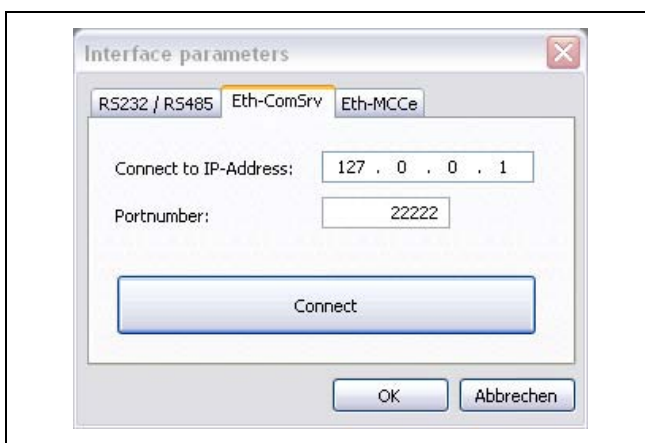 Interface parameters
RS232 / RS485 Eth-ComSrv Eth-MCCe
Connect to IP-Address: 127 . 0 . 0 . 1
Portnumber: 22222
Connect
OK Abbrechen